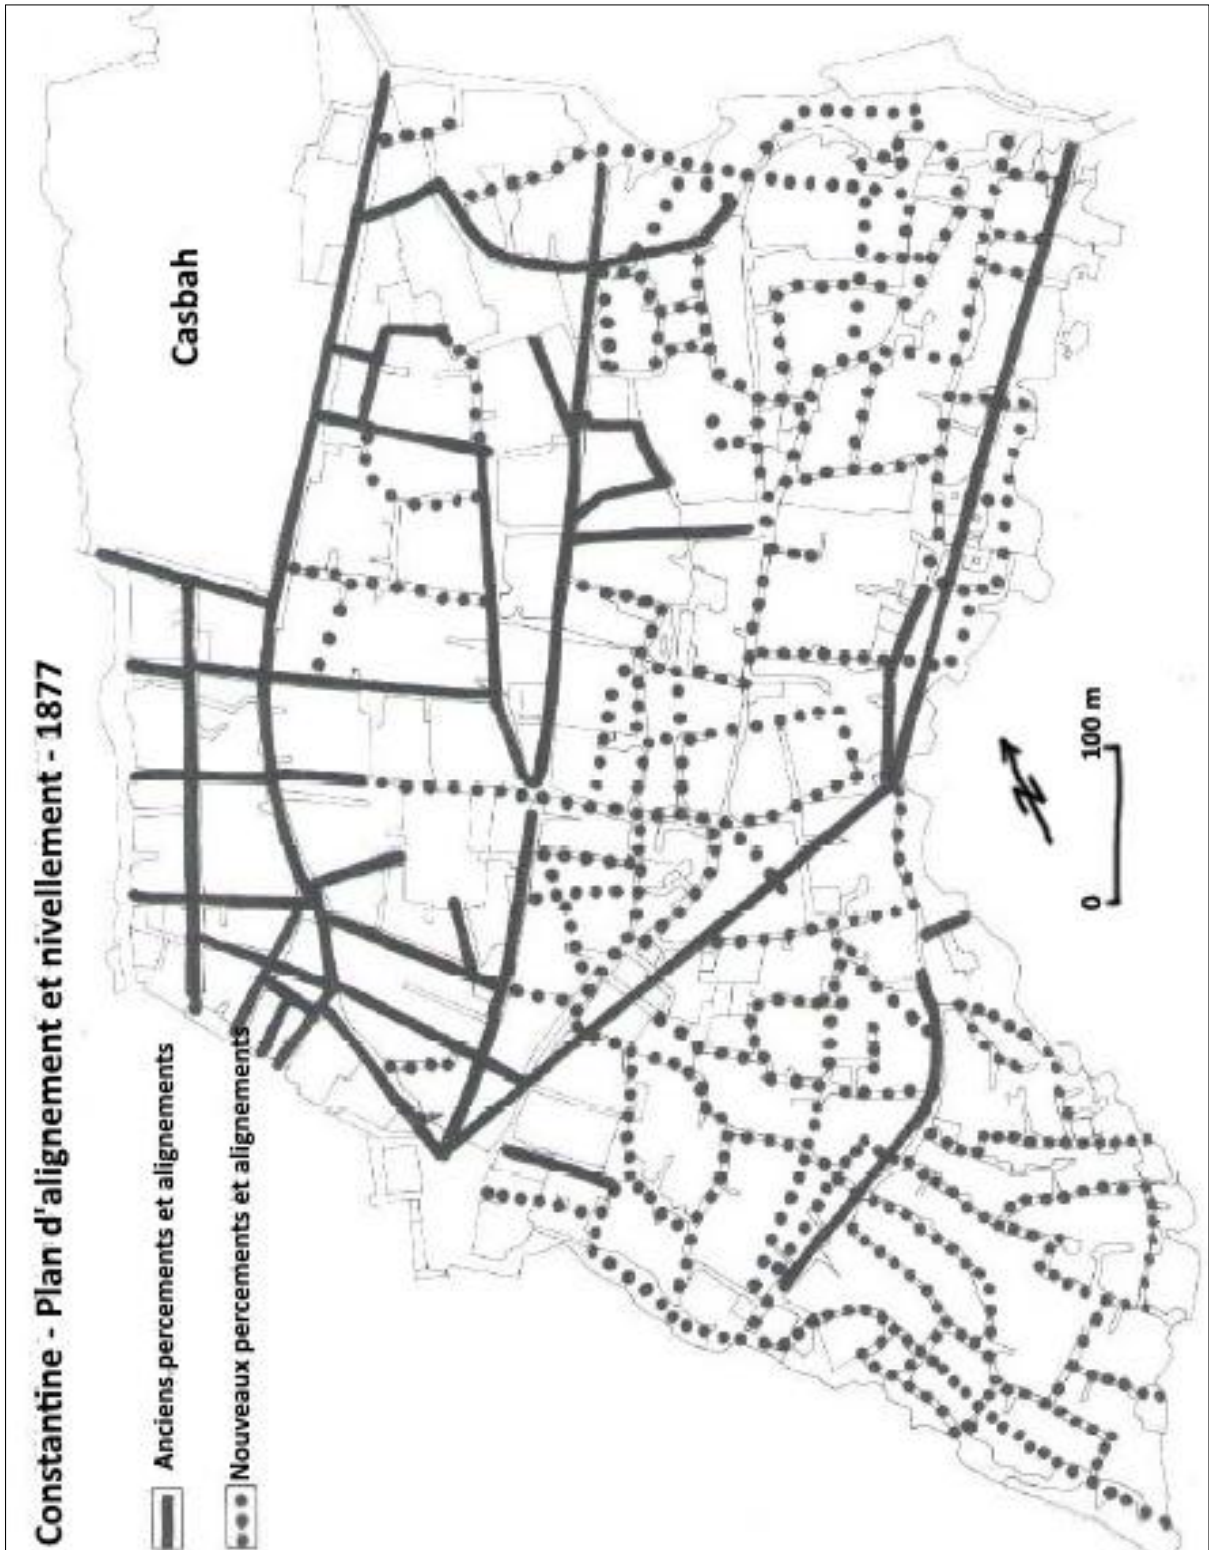 Constantine - Plan d'alignement et nivellement - 1877
Anciens percements et alignements
Nouveaux percements et alignements
Casbah
0
100 m